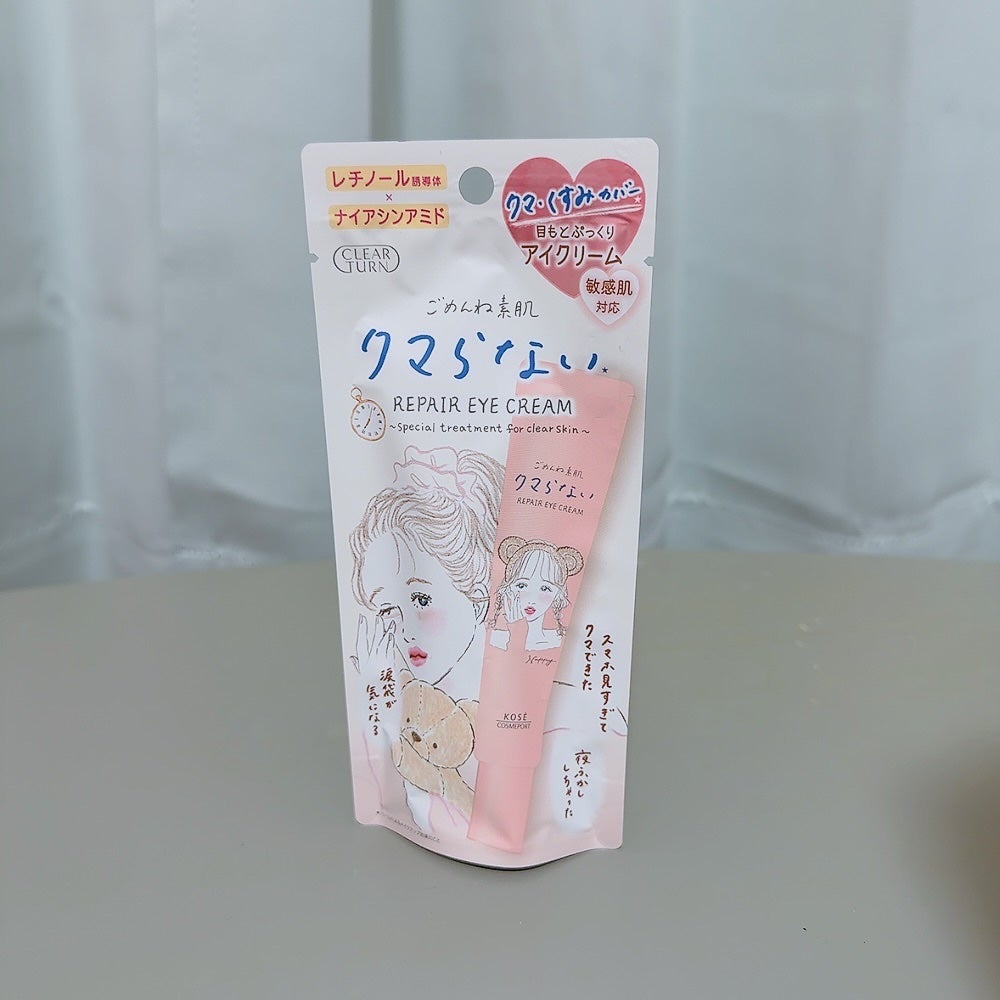 レチノール誘導体
×
ナイアシンアミド
CLEAR
TURN
クマ・くすみカバー
目もとぷっくり
アイクリーム
敏感肌
対応
ごめんね素肌
クマらない
REPAIR EYE CREAM
~Special treatment for clear skin~
ごめんね素肌
クマらない
REPAIR EYE CREAM
Happy
KOSÉ
COSMEPORT
涙袋が
気になる
スマホ見すぎて
クマできた
夜ふかし
しちゃった